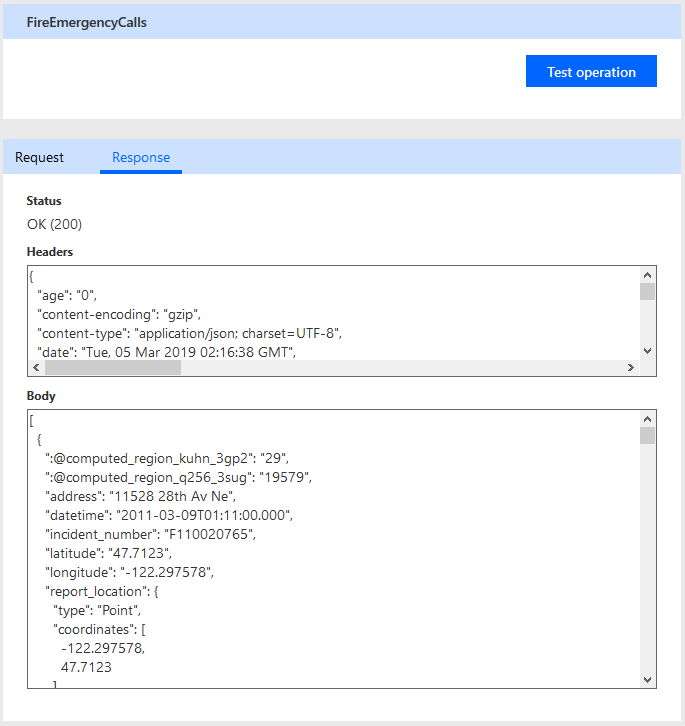 FireEmergencyCalls
Test operation
Request Response
Status
OK (200)
Headers
{
"age": "0",
"content-encoding": "gzip",
"content-type": "application/json; charset=UTF-8",
"date": "Tue, 05 Mar 2019 02:16:38 GMT",
Body
[
{
":@computed_region_kuhn_3gp2": "29",
":@computed_region_q256_3sug": "19579",
"address": "11528 28th Av Ne",
"datetime": "2011-03-09T01:11:00.000",
"incident_number": "F110020765",
"latitude": "47.7123",
"longitude": "-122.297578",
"report_location": {
"type": "Point",
"coordinates": [
-122.297578,
47.7123
]